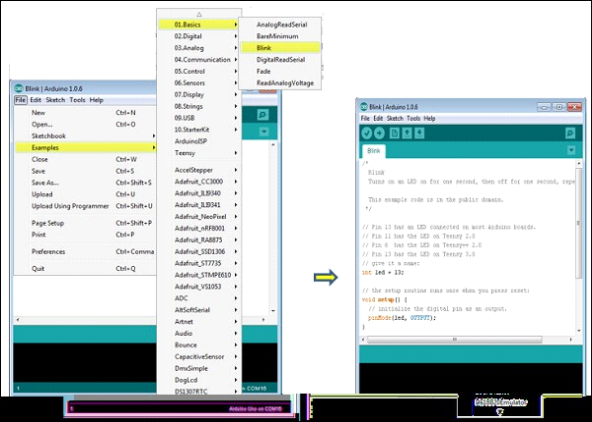 01.Basics
02.Digital
03.Analog
04.Communication
05.Control
06.Sensors
07.Display
08.Strings
09.USB
10.StarterKit
ArduinoISP
Teensy
AccelStepper
Adafruit_CC3000
Adafruit_ILI9340
Adafruit_ILI9341
Adafruit_NeoPixel
Adafruit_nRF8001
Adafruit_RA8875
Adafruit_SSD1306
Adafruit_ST7735
Adafruit_STMPE610
Adafruit_VS1053
ADC
AltSoftSerial
Artnet
Audio
Bounce
CapacitiveSensor
DmxSimple
DogLcd
DS1307RTC
AnalogReadSerial
BareMinimum
Blink
DigitalReadSerial
Fade
ReadAnalogVoltage
Blink | Arduino 1.0.6
File Edit Sketch Tools Help
New Ctrl+N
Open... Ctrl+O
Sketchbook
Examples
Close Ctrl+W
Save Ctrl+S
Save As... Ctrl+Shift+S
Upload Ctrl+U
Upload Using Programmer Ctrl+Shift+U
Page Setup Ctrl+Shift+P
Print Ctrl+P
Preferences Ctrl+Comma
Quit Ctrl+Q
1
on COM15
1 Arduino Uno on COM15
Blink | Arduino 1.0.6
File Edit Sketch Tools Help
Blink
/*
Blink
Turns on an LED on for one second, then off for one second, repe
This example code is in the public domain.
*/
// Pin 13 has an LED connected on most Arduino boards.
// Pin 11 has the LED on Teensy 2.0
// Pin 6 has the LED on Teensy++ 2.0
// Pin 13 has the LED on Teensy 3.0
// give it a name:
int led = 13;
// the setup routine runs once when you press reset:
void setup() {
// initialize the digital pin as an output.
pinMode(led, OUTPUT);
}